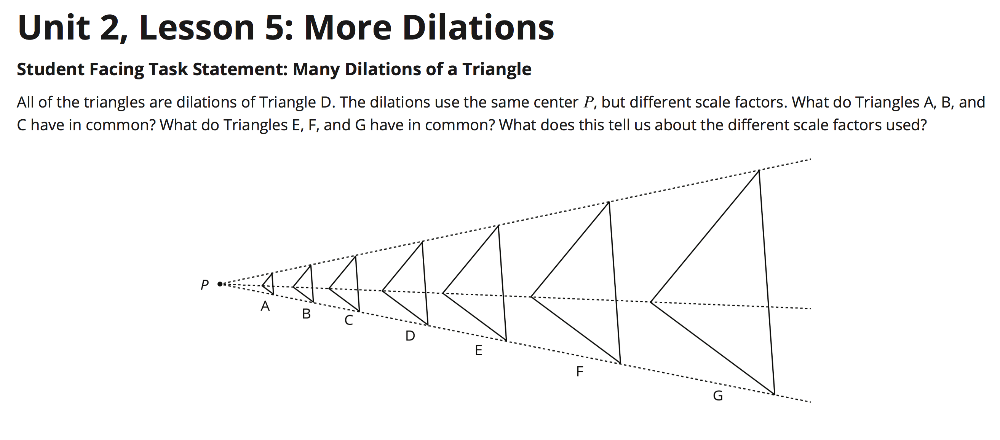 Unit 2, Lesson 5: More Dilations
Student Facing Task Statement: Many Dilations of a Triangle
All of the triangles are dilations of Triangle D. The dilations use the same center P, but different scale factors. What do Triangles A, B, and
C have in common? What do Triangles E, F, and G have in common? What does this tell us about the different scale factors used?
P
A
B
C
D
E
F
G